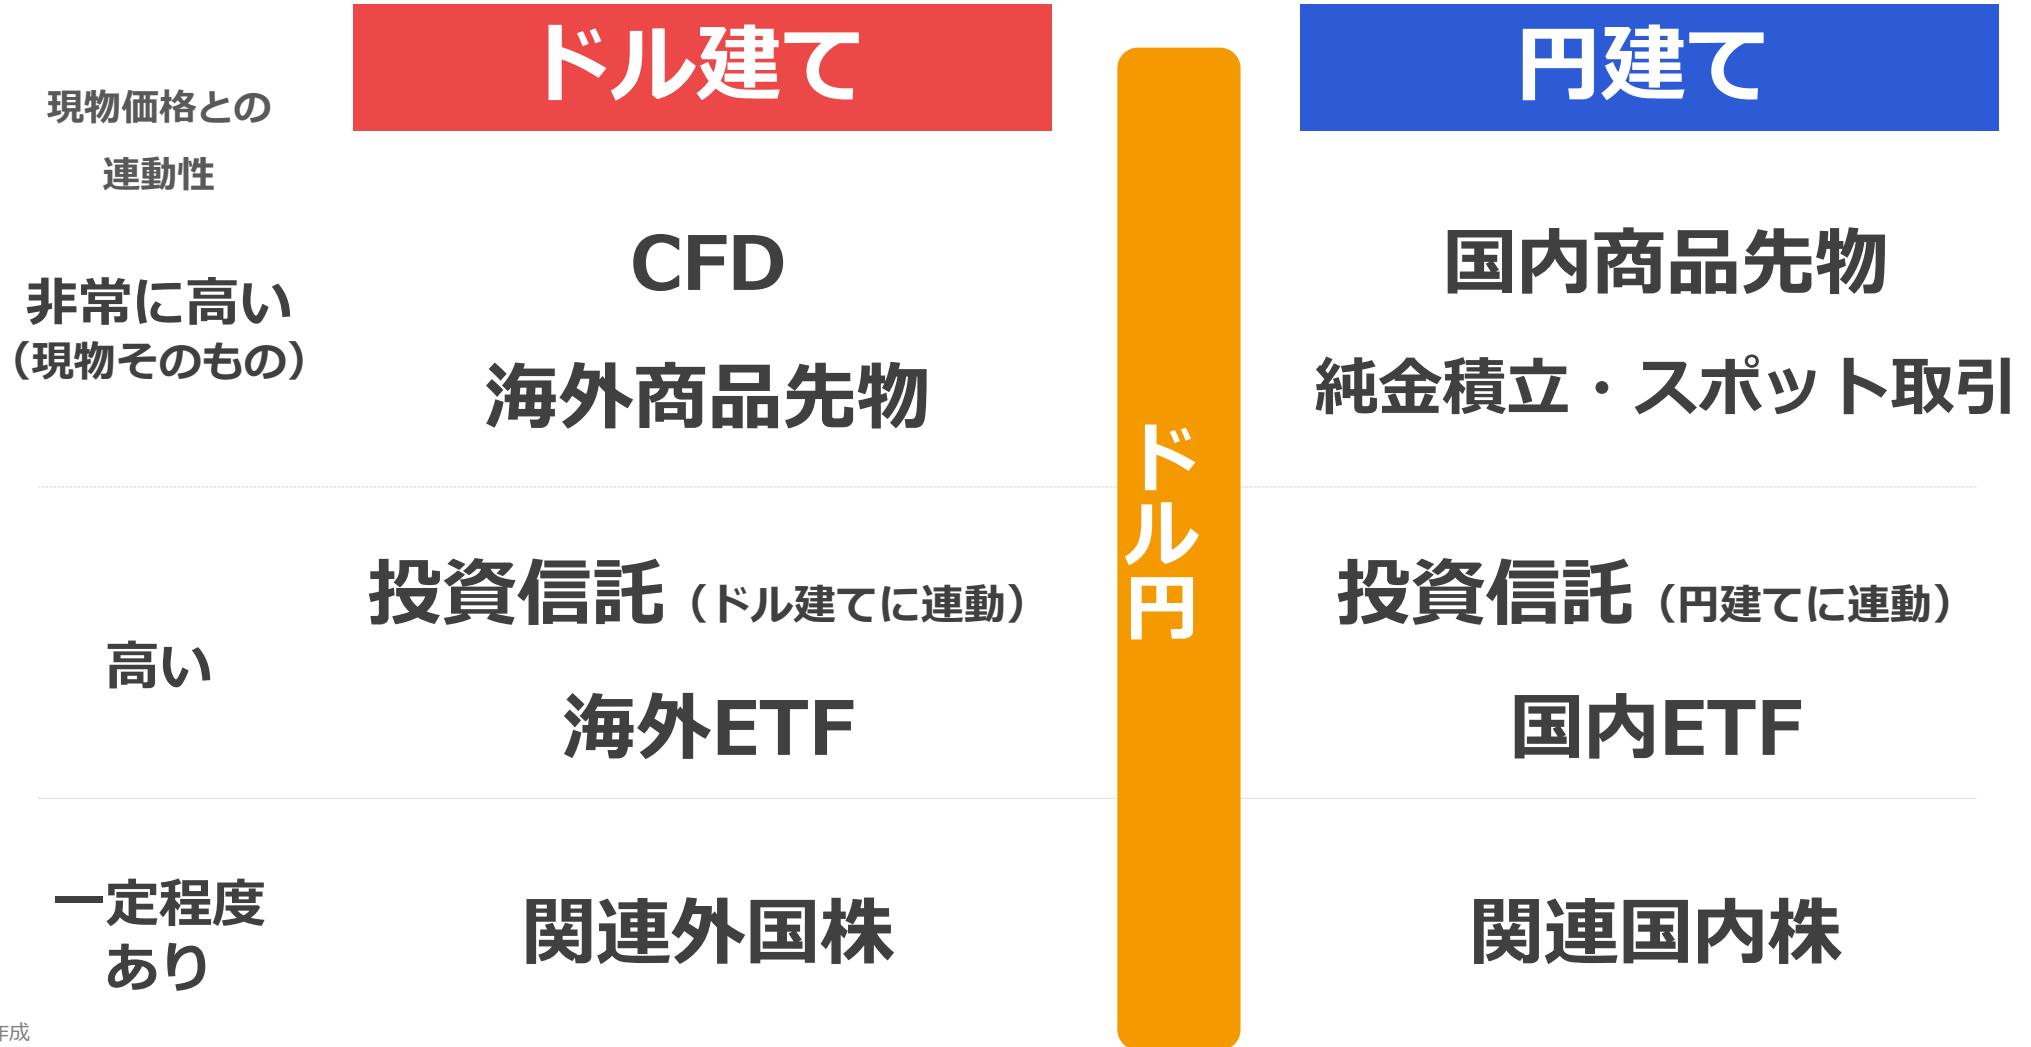 ドル建て
円建て
現物価格との
連動性
非常に高い
（現物そのもの）
CFD
海外商品先物
国内商品先物
純金積立・スポット取引
ドル円
高い
投資信託（ドル建てに連動）
海外ETF
投資信託（円建てに連動）
国内ETF
一定程度
あり
関連外国株
関連国内株
作成